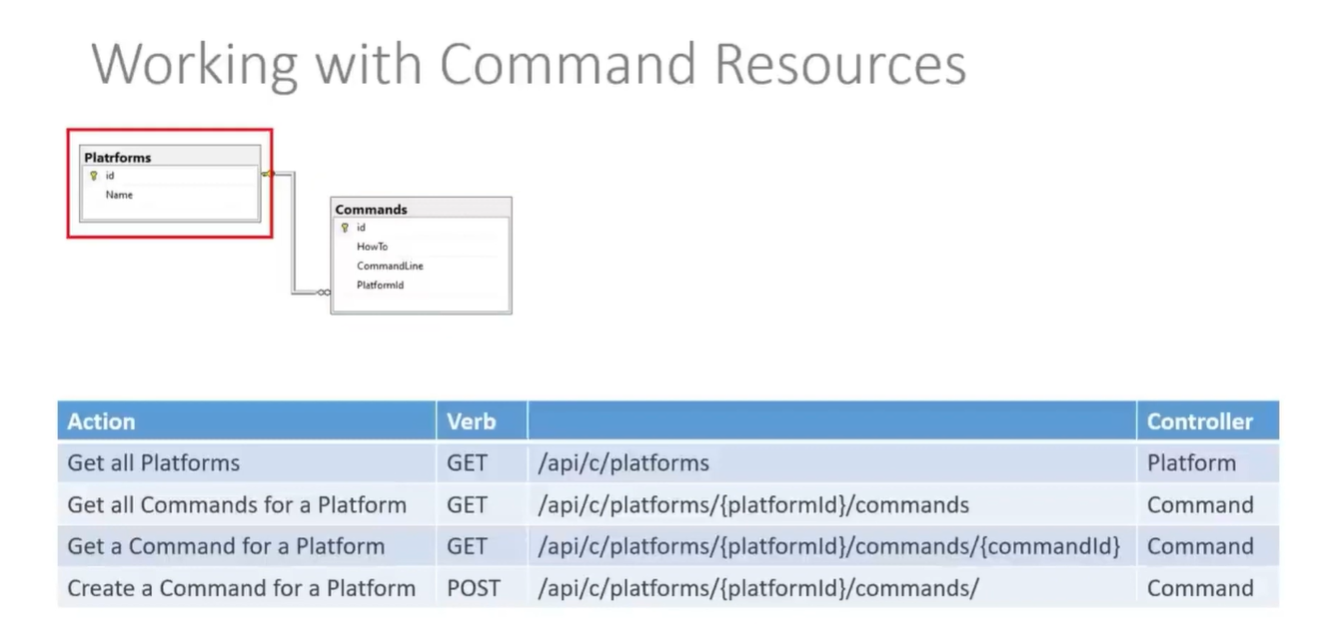 Working with Command Resources
Platrforms
id
Name
Commands
id
HowTo
CommandLine
PlatformId
Action Verb Controller
Get all Platforms GET /api/c/platforms Platform
Get all Commands for a Platform GET /api/c/platforms/{platformId}/commands Command
Get a Command for a Platform GET /api/c/platforms/{platformId}/commands/{commandId} Command
Create a Command for a Platform POST /api/c/platforms/{platformId}/commands/ Command